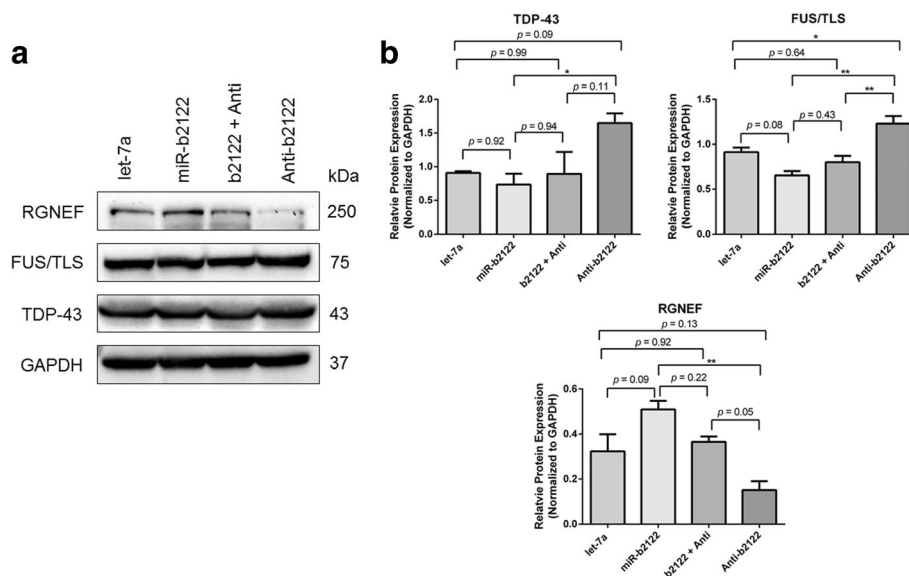 a
let-7a
miR-b2122
b2122 + Anti
Anti-b2122
kDa
RGNEF
250
FUS/TLS
75
TDP-43
43
GAPDH
37
b
TDP-43
p = 0.09
p = 0.99
*
p = 0.11
p = 0.92
p = 0.94
Relatvie Protein Expression
(Normalized to GAPDH)
2.0
1.5
1.0
0.5
0.0
let-7a
miR-b2122
b2122 + Anti
Anti-b2122
FUS/TLS
*
p = 0.64
**
**
p = 0.08
p = 0.43
Relatvie Protein Expression
(Normalized to GAPDH)
1.5
1.0
0.5
0.0
let-7a
miR-b2122
b2122 + Anti
Anti-b2122
RGNEF
p = 0.13
p = 0.92
**
p = 0.09
p = 0.22
p = 0.05
Relatvie Protein Expression
(Normalized to GAPDH)
0.6
0.4
0.2
0.0
let-7a
miR-b2122
b2122 + Anti
Anti-b2122